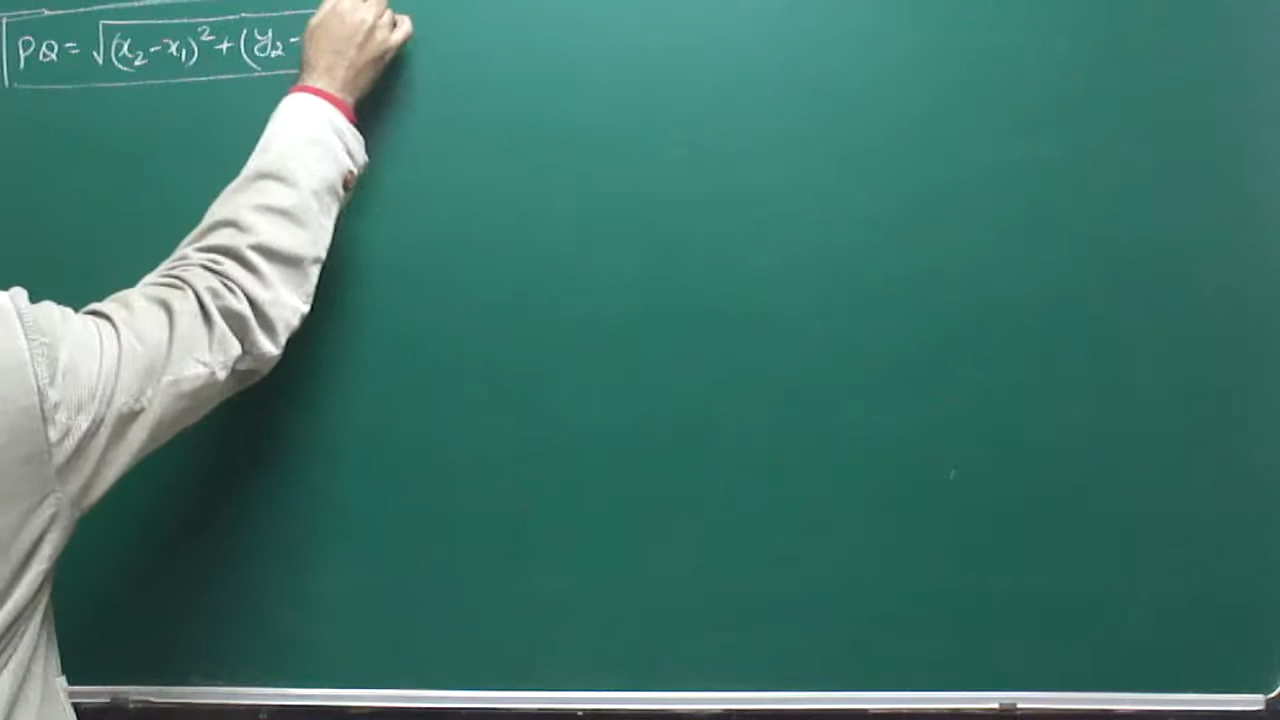 PQ = √(x₂-x₁)² + (y₂-